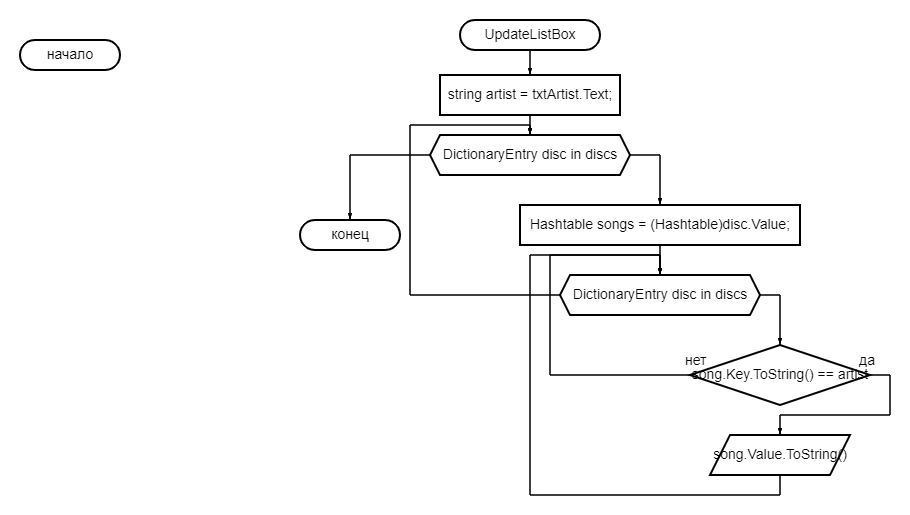 UpdateListBox
начало
string artist = txtArtist.Text;
DictionaryEntry disc in discs
Hashtable songs = (Hashtable)disc.Value;
конец
DictionaryEntry disc in discs
нет
да
song.Key.ToString() == artist
song.Value.ToString()